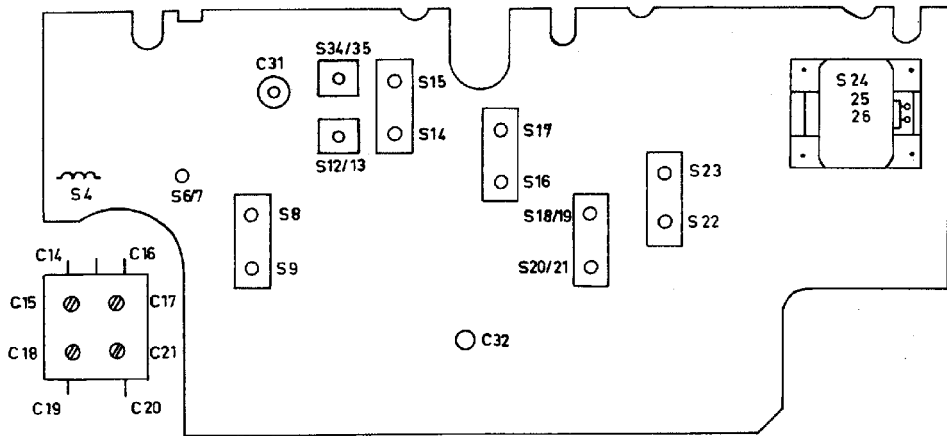 S34/35
C31
S15
S14
S12/13
S24
25
26
S17
S16
S23
S22
S4
S6/7
S8
S9
S18/19
S20/21
C14
C16
C15
C17
C18
C21
C19
C20
C32